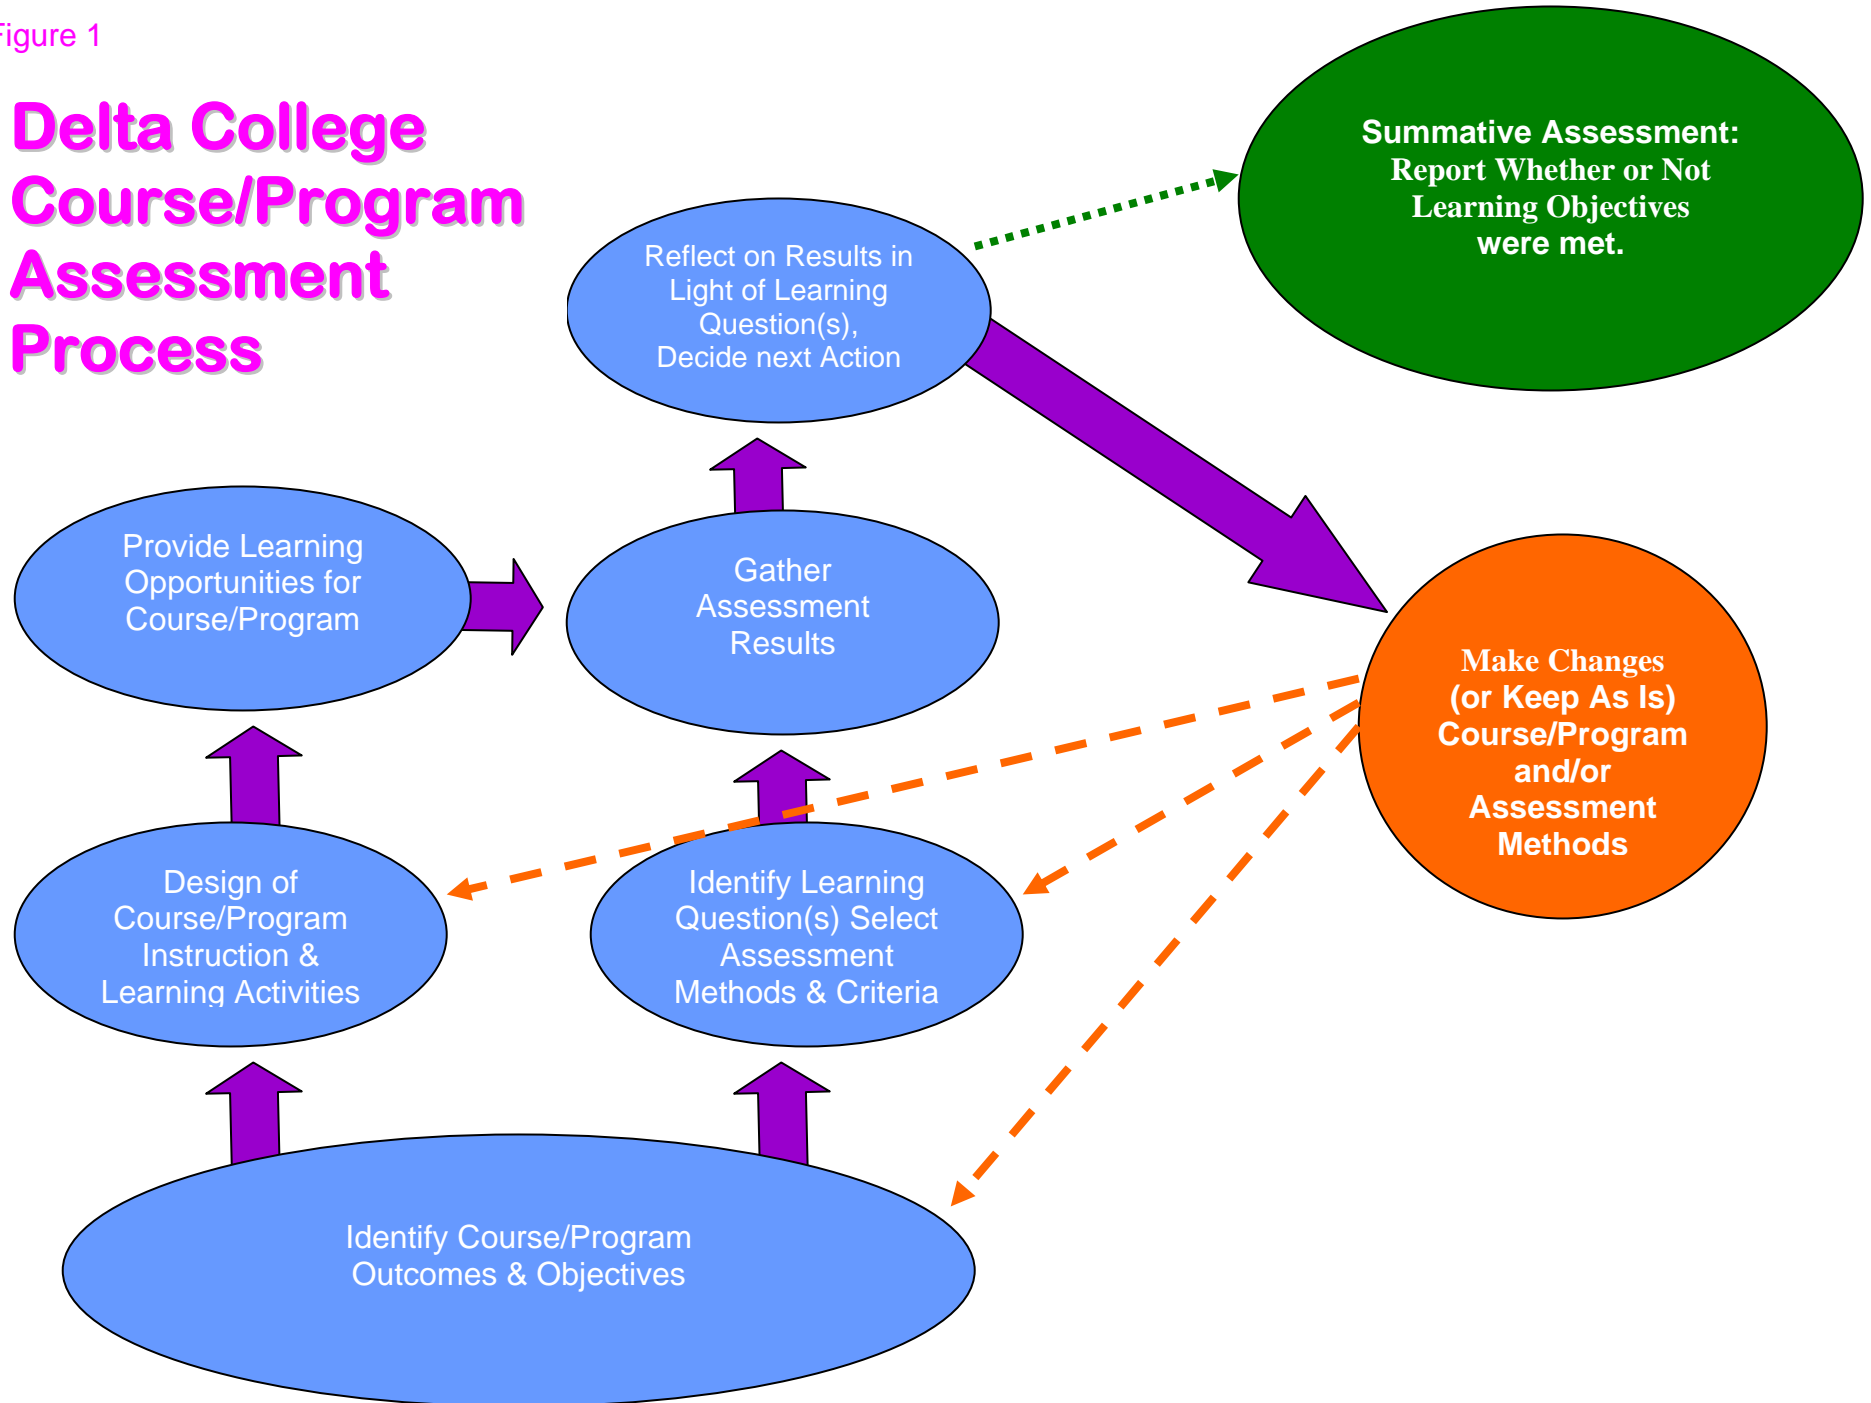 Figure 1
Delta College
Course/Program
Assessment
Process
Summative Assessment:
Report Whether or Not
Learning Objectives
were met.
Reflect on Results in
Light of Learning
Question(s),
Decide next Action
Provide Learning
Opportunities for
Course/Program
Gather
Assessment
Results
Make Changes
(or Keep As Is)
Course/Program
and/or
Assessment
Methods
Design of
Course/Program
Instruction &
Learning Activities
Identify Learning
Question(s) Select
Assessment
Methods & Criteria
Identify Course/Program
Outcomes & Objectives